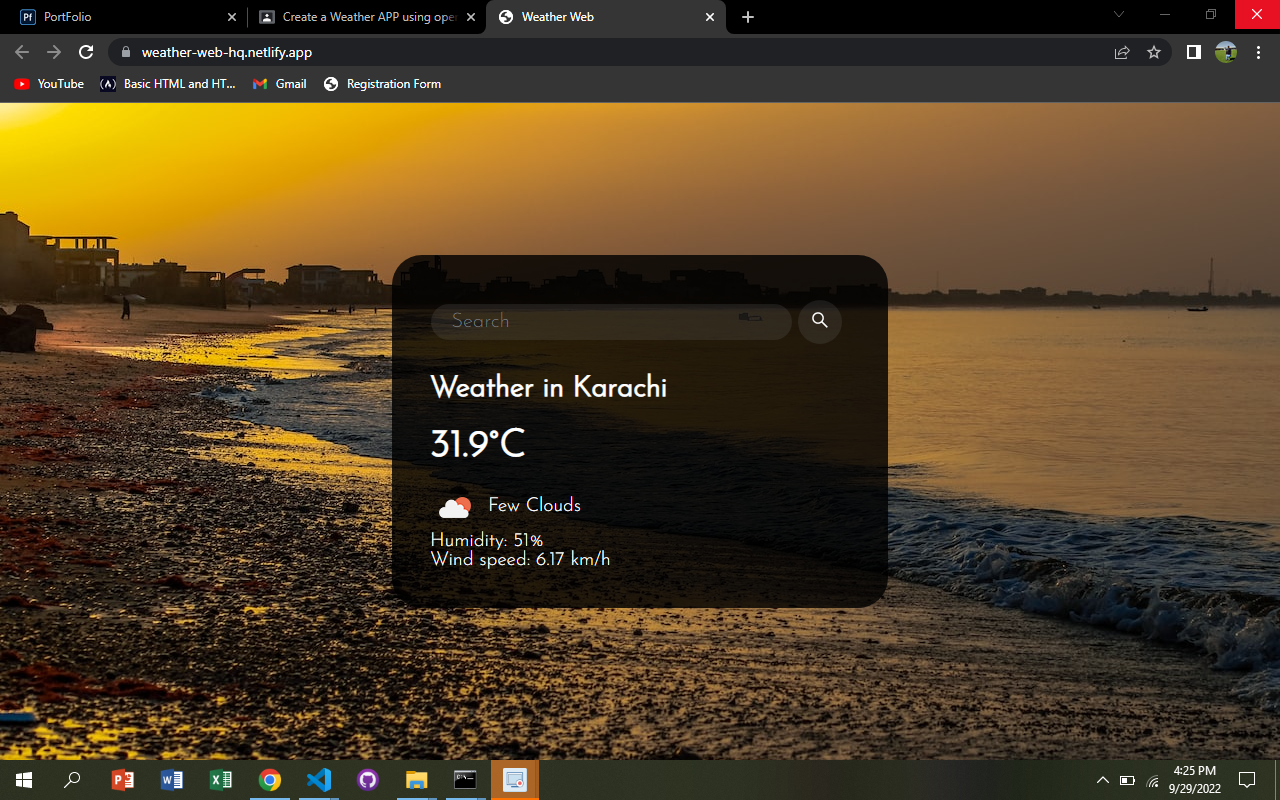 Pf PortFolio
Create a Weather APP using oper
Weather Web
weather-web-hq.netlify.app
YouTube
(A) Basic HTML and HT...
Gmail
Registration Form
Search
Weather in Karachi
31.9°C
Few Clouds
Humidity: 51%
Wind speed: 6.17 km/h
4:25 PM
9/29/2022